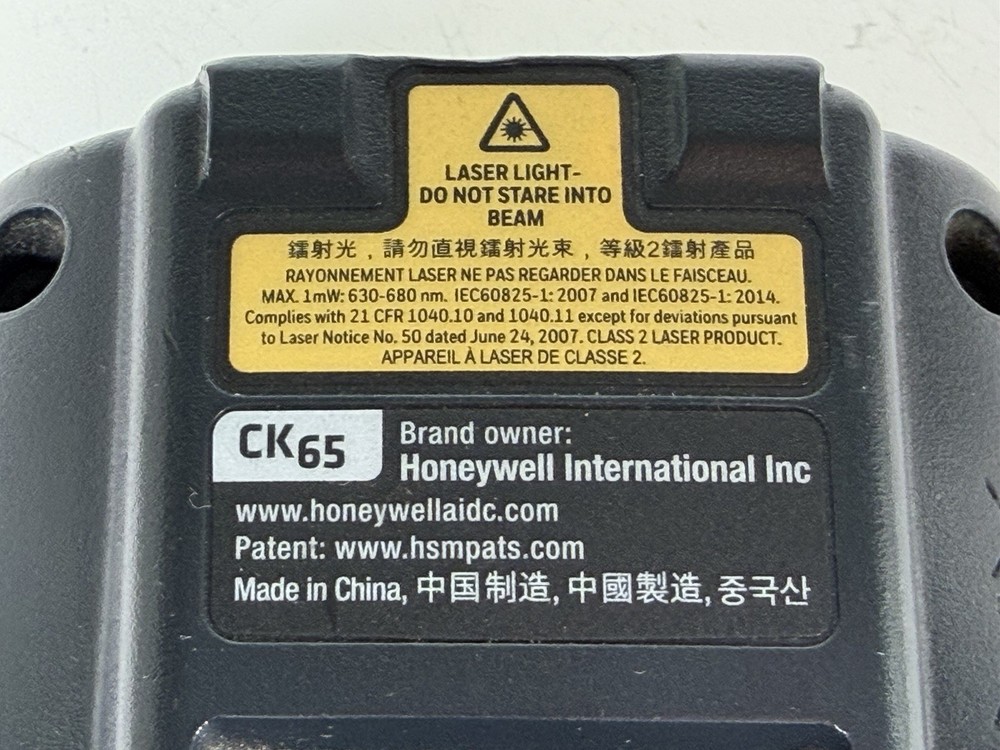 LASER LIGHT-
DO NOT STARE INTO
BEAM
鐳射光，請勿直視鐳射光束，等級2鐳射產品
RAYONNEMENT LASER NE PAS REGARDER DANS LE FAISCEAU.
MAX. 1mW: 630-680 nm. IEC60825-1: 2007 and IEC60825-1: 2014.
Complies with 21 CFR 1040.10 and 1040.11 except for deviations pursuant
to Laser Notice No. 50 dated June 24, 2007. CLASS 2 LASER PRODUCT.
APPAREIL À LASER DE CLASSE 2.
CK65
Brand owner:
Honeywell International Inc
www.honeywellaidc.com
Patent: www.hsmpats.com
Made in China, 中国制造, 中國製造, 중국산